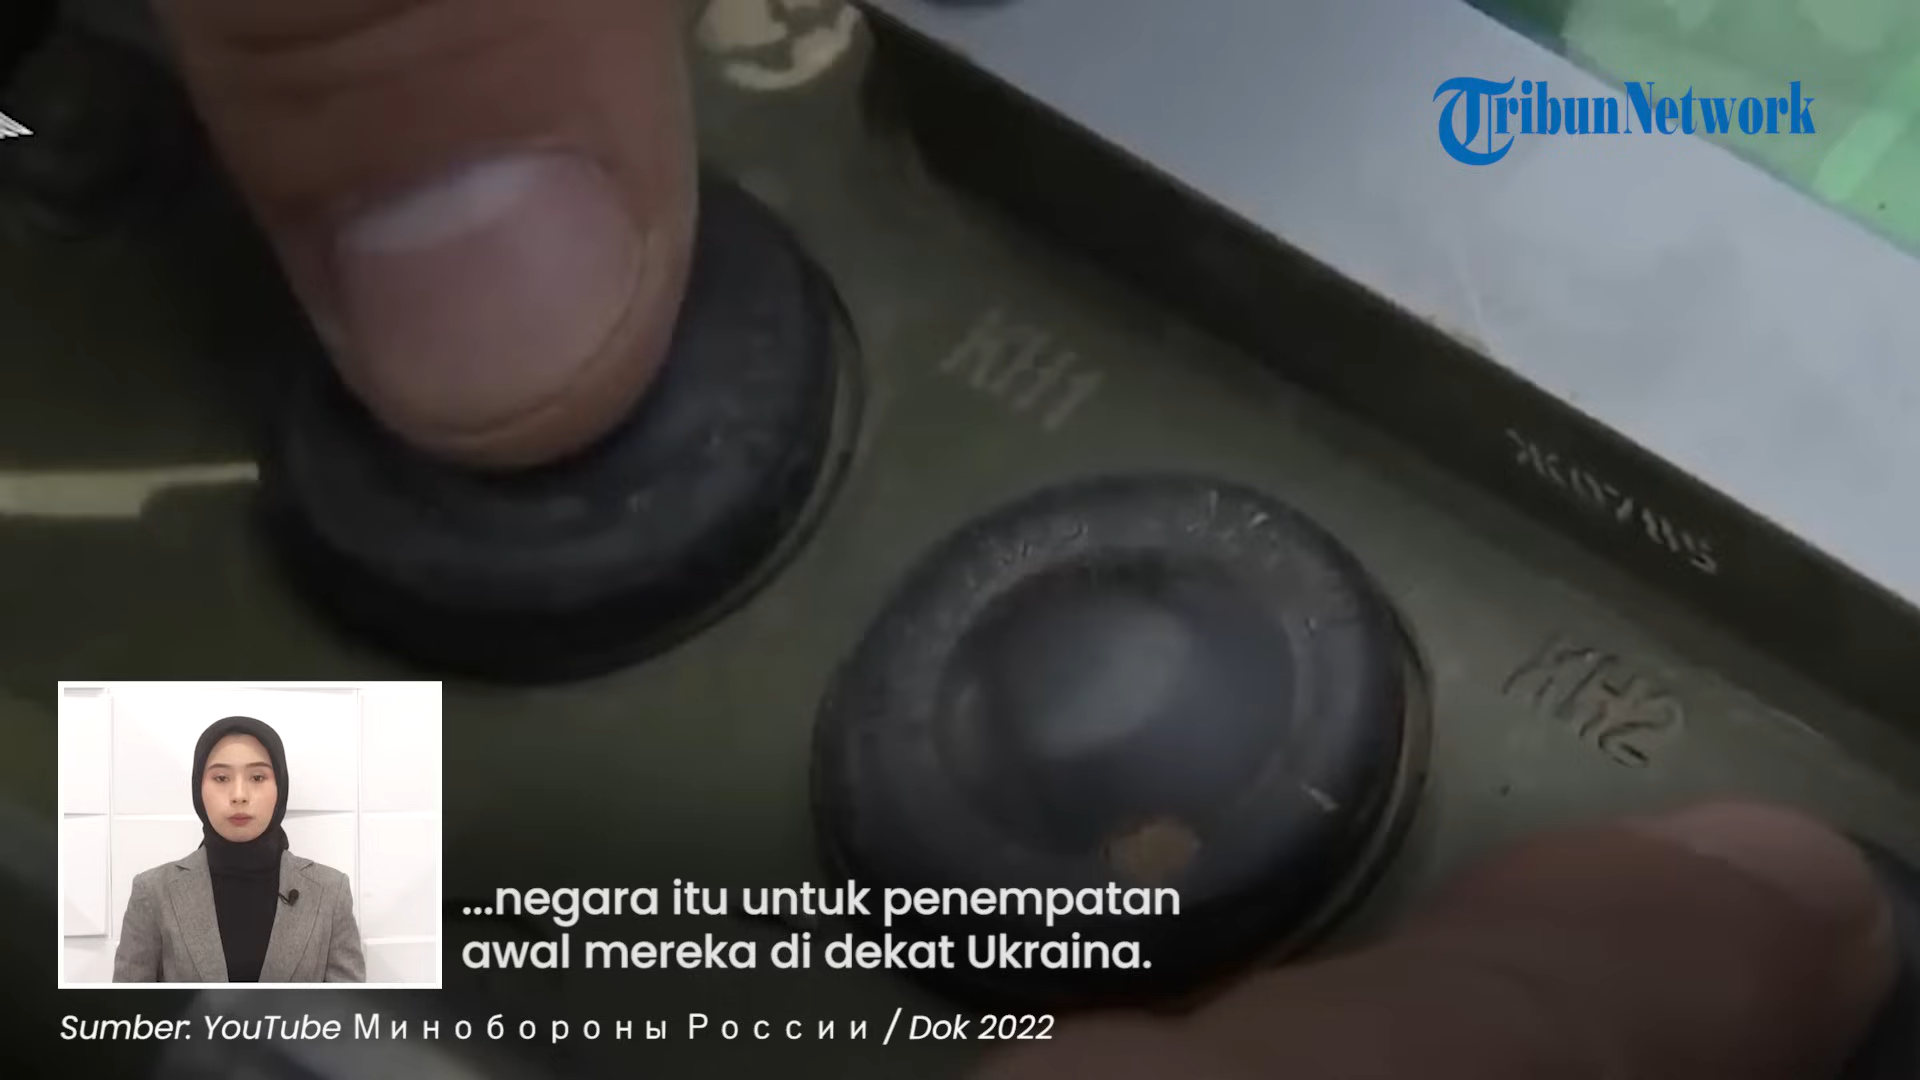 TribunNetwork
КН1
КН2
...negara itu untuk penempatan
awal mereka di dekat Ukraina.
Sumber: YouTube Минобороны России / Dok 2022